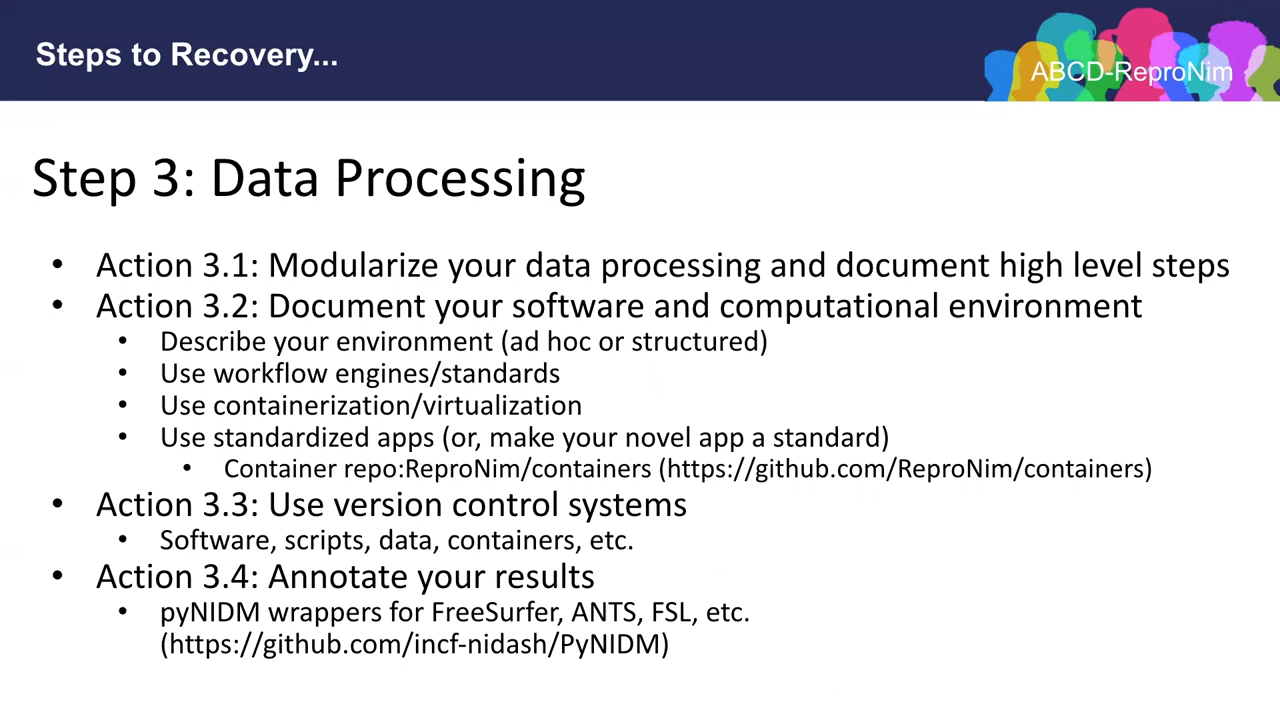 Steps to Recovery...
ABCD-ReproNim
Step 3: Data Processing
• Action 3.1: Modularize your data processing and document high level steps
• Action 3.2: Document your software and computational environment
• Describe your environment (ad hoc or structured)
• Use workflow engines/standards
• Use containerization/virtualization
• Use standardized apps (or, make your novel app a standard)
• Container repo:ReproNim/containers (https://github.com/ReproNim/containers)
• Action 3.3: Use version control systems
• Software, scripts, data, containers, etc.
• Action 3.4: Annotate your results
• pyNIDM wrappers for FreeSurfer, ANTS, FSL, etc.
(https://github.com/incf-nidash/PyNIDM)